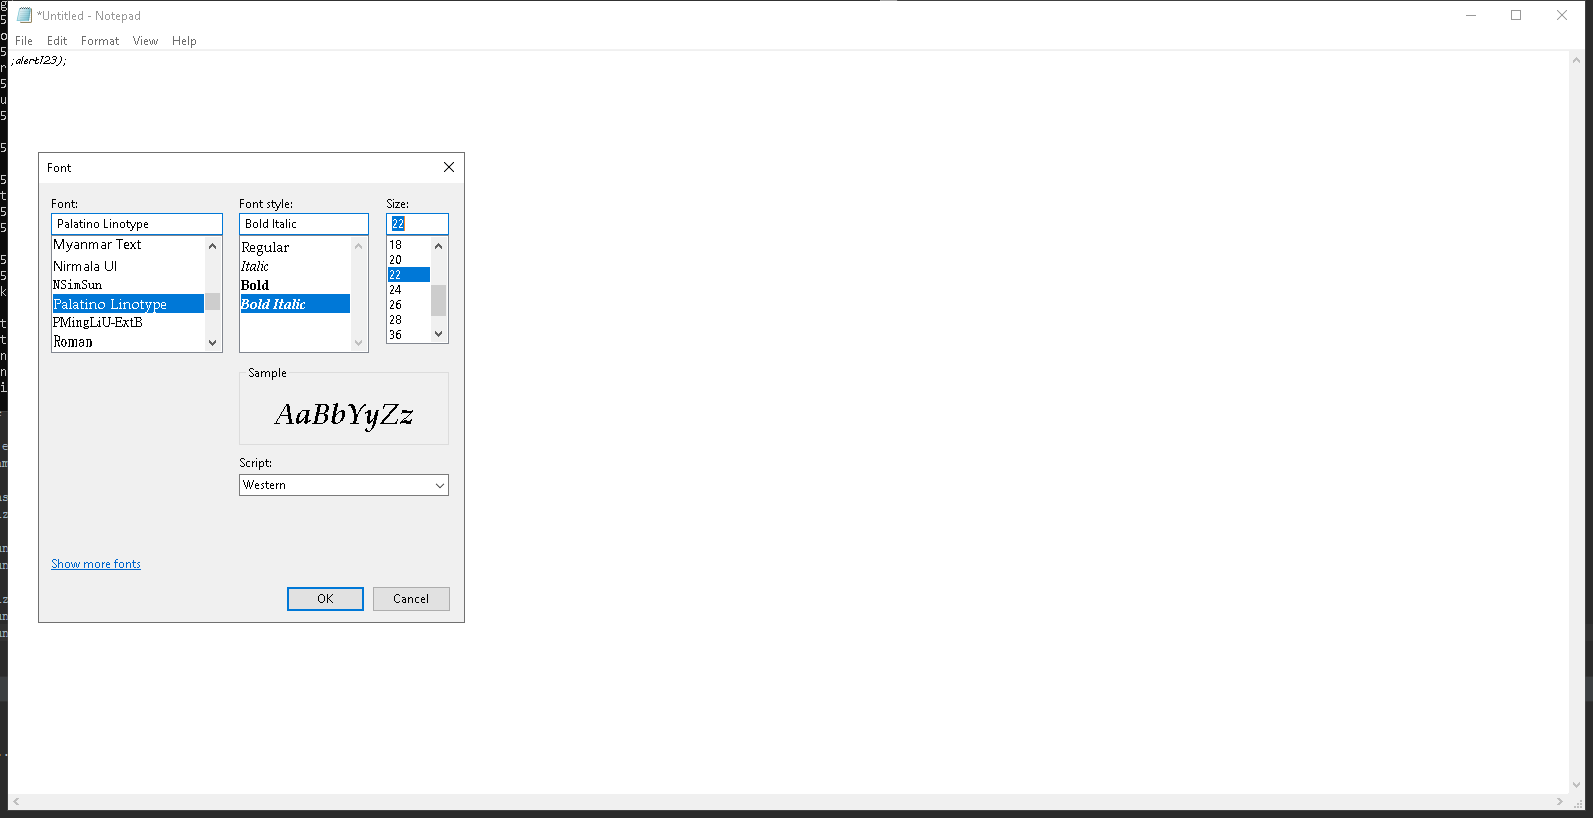 *Untitled - Notepad
File Edit Format View Help
;alert123);
Font
Font: Font style: Size:
Palatino Linotype Bold Italic 22
Myanmar Text
Nirmala UI
NSimSun
Palatino Linotype
PMingLiU-ExtB
Roman
Regular
Italic
Bold
Bold Italic
18
20
22
24
26
28
36
Sample
AaBbYyZz
Script:
Western
Show more fonts
OK Cancel